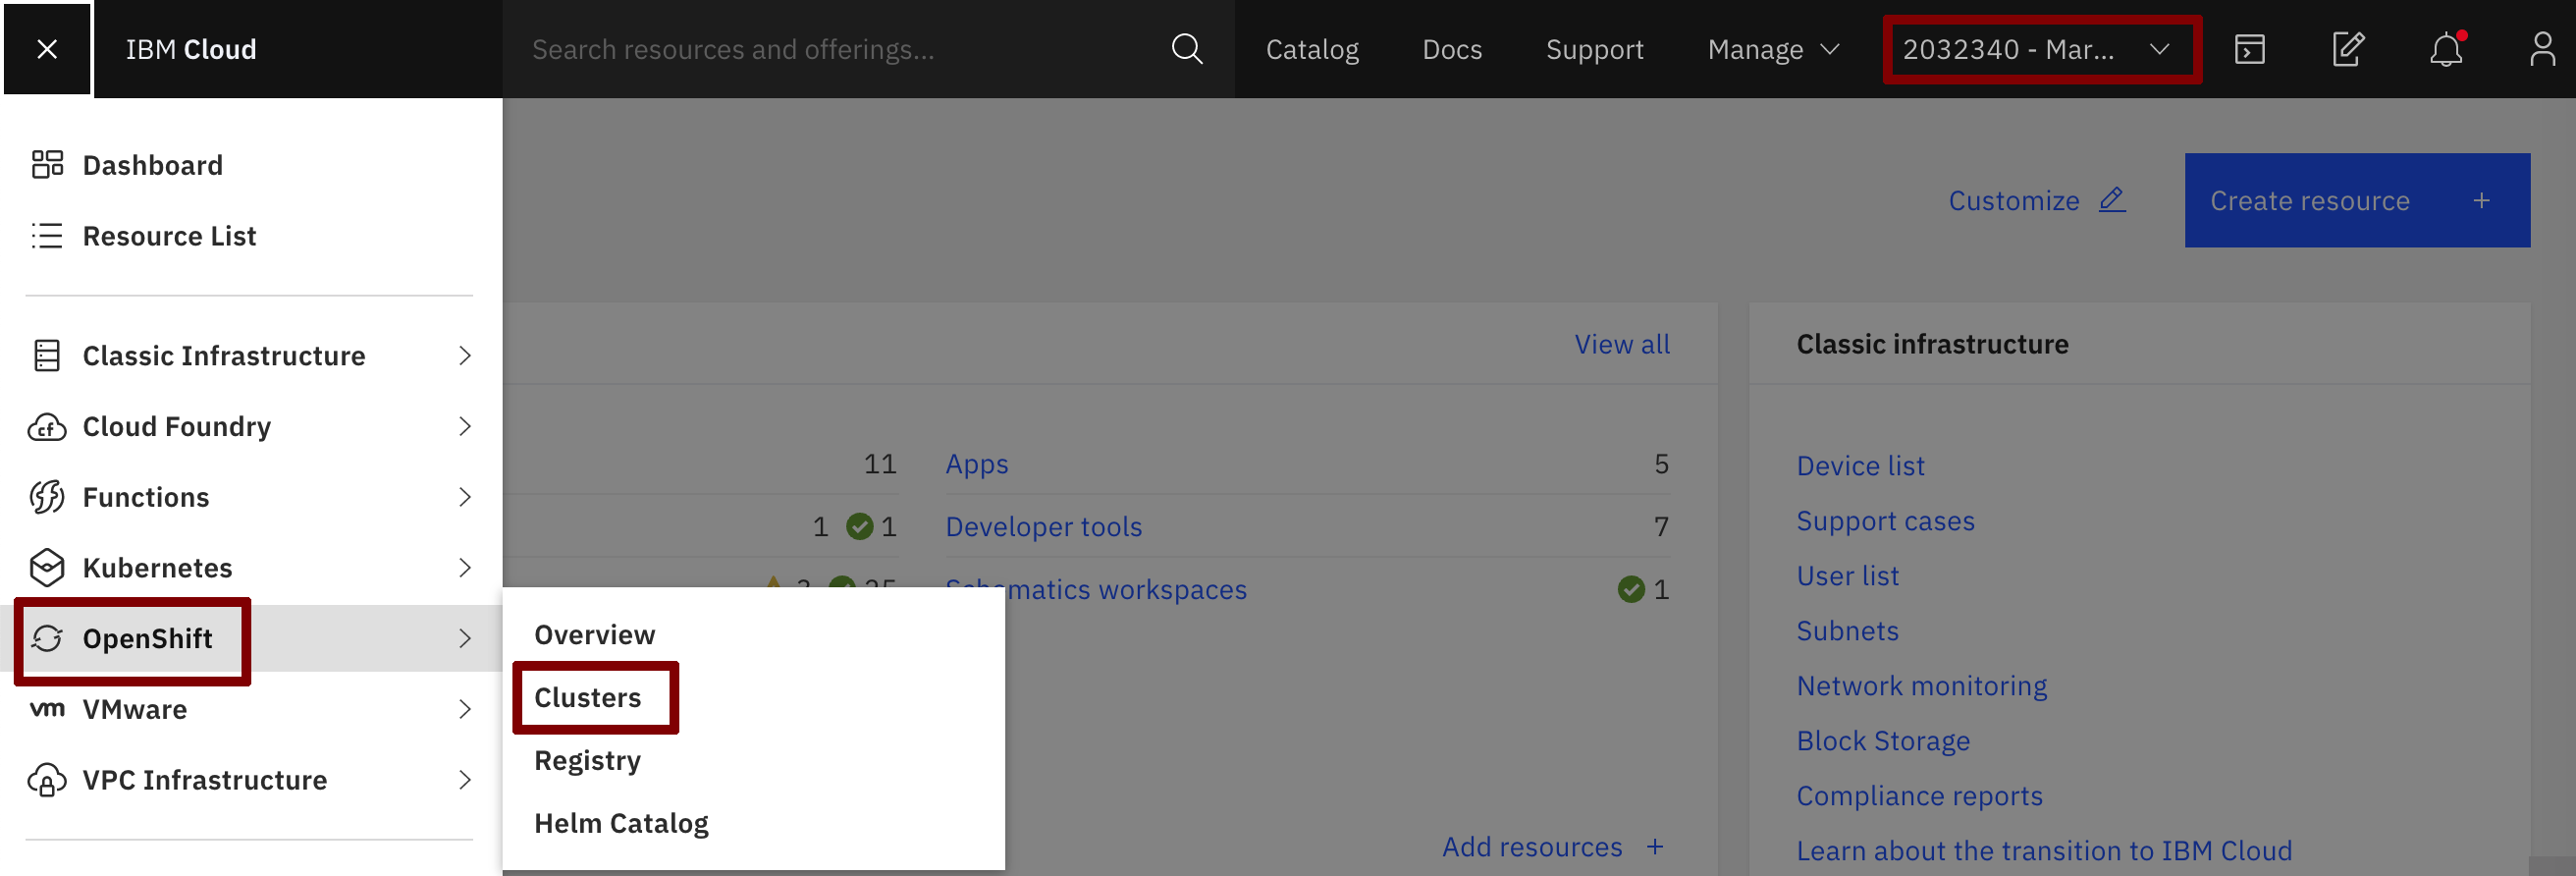 IBM Cloud
Search resources and offerings...
Catalog
Docs
Support
Manage
2032340 - Mar...
Dashboard
Resource List
Classic Infrastructure
Cloud Foundry
Functions
Kubernetes
OpenShift
VMware
VPC Infrastructure
Overview
Clusters
Registry
Helm Catalog
Customize
Create resource +
View all
11
Apps 5
1 1
Developer tools 7
Schematics workspaces 1
Add resources +
Classic infrastructure
Device list
Support cases
User list
Subnets
Network monitoring
Block Storage
Compliance reports
Learn about the transition to IBM Cloud